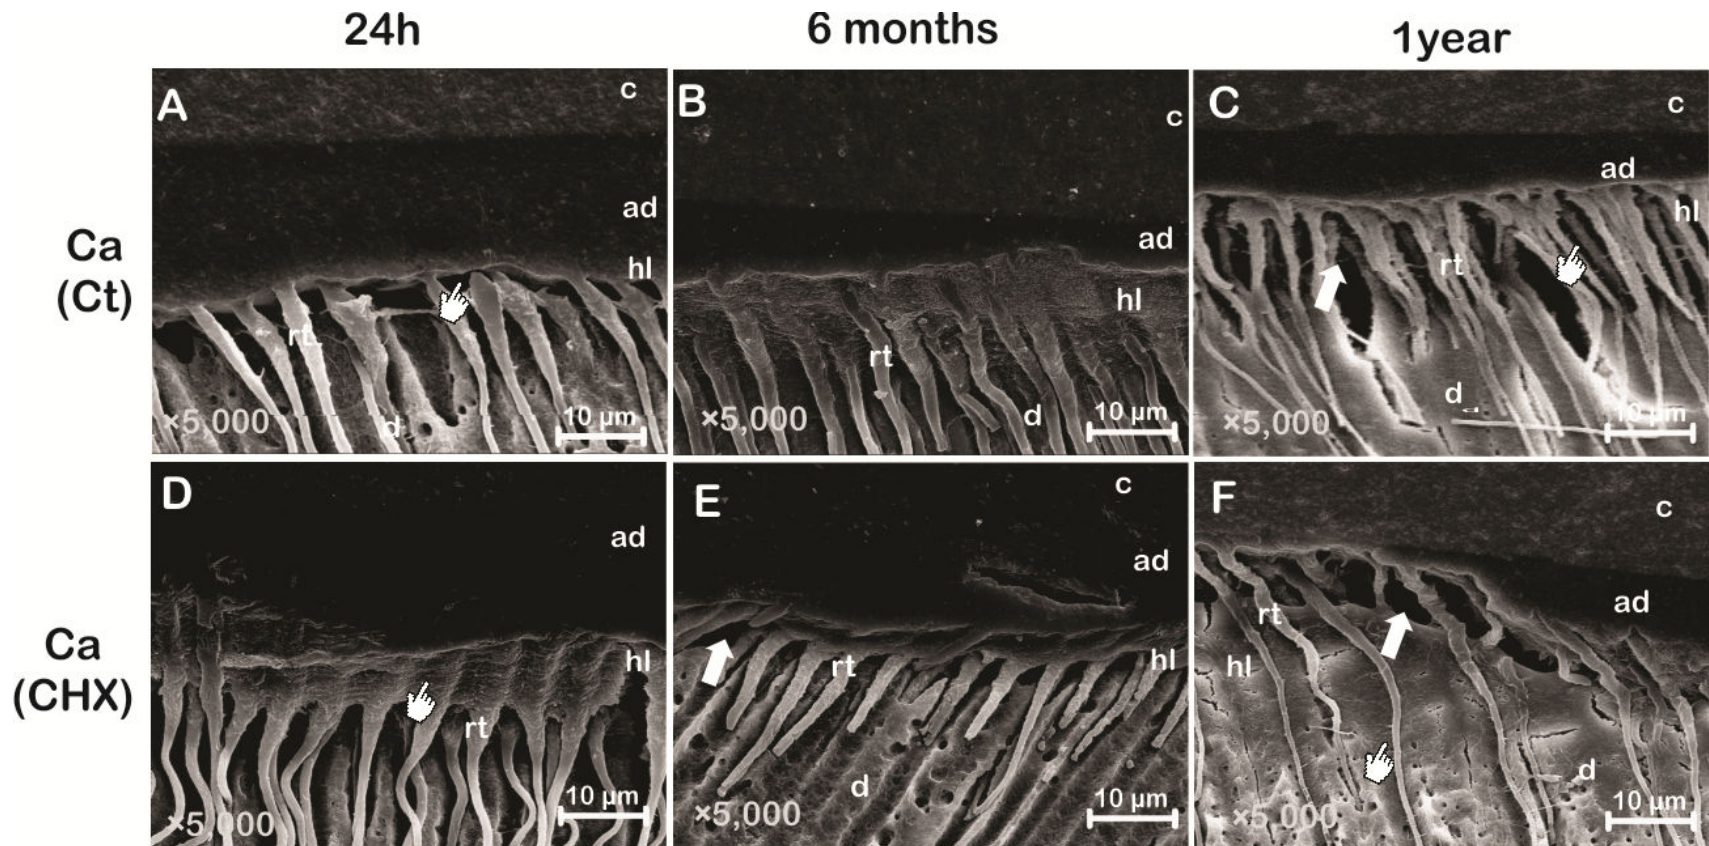 24h
6 months
1year
Ca
(Ct)
A
c
ad
hl
rt
d
×5,000
10 µm
B
c
ad
hl
rt
d
×5,000
10 µm
C
c
ad
hl
rt
d
×5,000
10 µm
Ca
(CHX)
D
ad
hl
rt
×5,000
10 µm
E
c
ad
hl
rt
d
×5,000
10 µm
F
c
ad
rt
hl
d
×5,000
10 µm